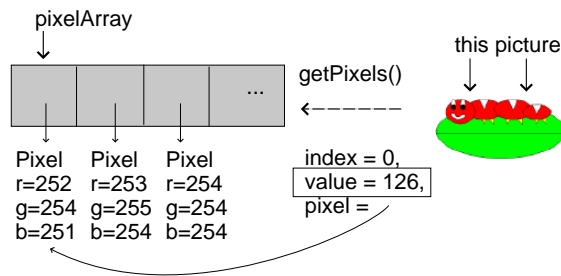 pixelArray
this picture
getPixels()
...
Pixel Pixel Pixel
r=252 r=253 r=254
g=254 g=255 g=254
b=251 b=254 b=254
index = 0,
value = 126,
pixel =